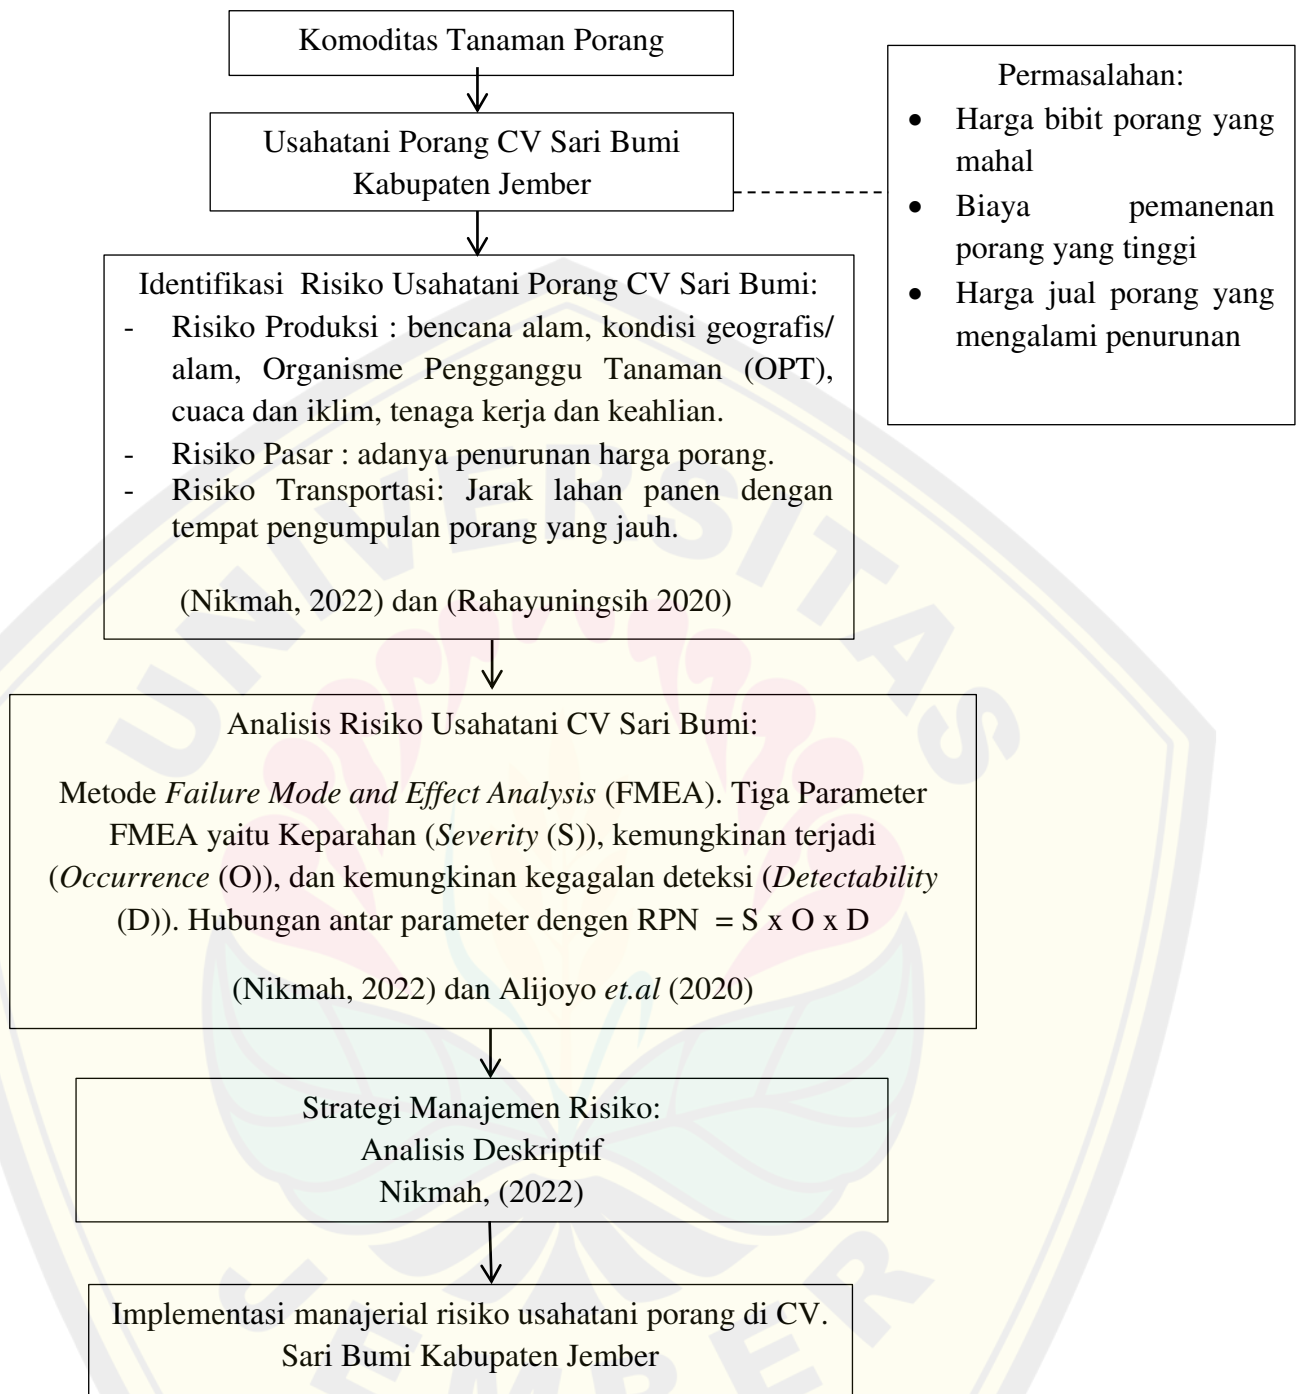 Komoditas Tanaman Porang
Usahatani Porang CV Sari Bumi
Kabupaten Jember
Permasalahan:
• Harga bibit porang yang
mahal
• Biaya pemanenan
porang yang tinggi
• Harga jual porang yang
mengalami penurunan
Identifikasi Risiko Usahatani Porang CV Sari Bumi:
- Risiko Produksi : bencana alam, kondisi geografis/
alam, Organisme Pengganggu Tanaman (OPT),
cuaca dan iklim, tenaga kerja dan keahlian.
- Risiko Pasar : adanya penurunan harga porang.
- Risiko Transportasi: Jarak lahan panen dengan
tempat pengumpulan porang yang jauh.
(Nikmah, 2022) dan (Rahayuningsih 2020)
Analisis Risiko Usahatani CV Sari Bumi:
Metode Failure Mode and Effect Analysis (FMEA). Tiga Parameter
FMEA yaitu Keparahan (Severity (S)), kemungkinan terjadi
(Occurrence (O)), dan kemungkinan kegagalan deteksi (Detectability
(D)). Hubungan antar parameter dengen RPN = S x O x D
(Nikmah, 2022) dan Alijoyo et.al (2020)
Strategi Manajemen Risiko:
Analisis Deskriptif
Nikmah, (2022)
Implementasi manajerial risiko usahatani porang di CV.
Sari Bumi Kabupaten Jember
UNIVERSITAS
JEMBER